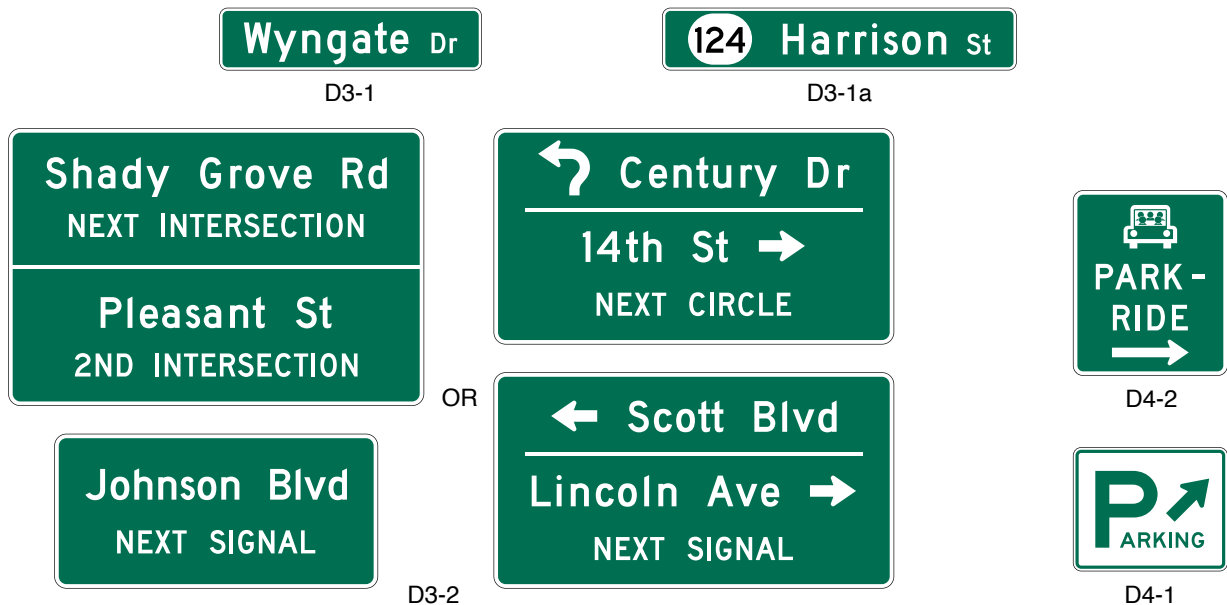 Wyngate Dr
D3-1
124 Harrison St
D3-1a
Shady Grove Rd
NEXT INTERSECTION
Pleasant St
2ND INTERSECTION
Century Dr
14th St
NEXT CIRCLE
OR
Johnson Blvd
NEXT SIGNAL
Scott Blvd
Lincoln Ave
NEXT SIGNAL
D3-2
PARK-
RIDE
D4-2
PARKING
D4-1